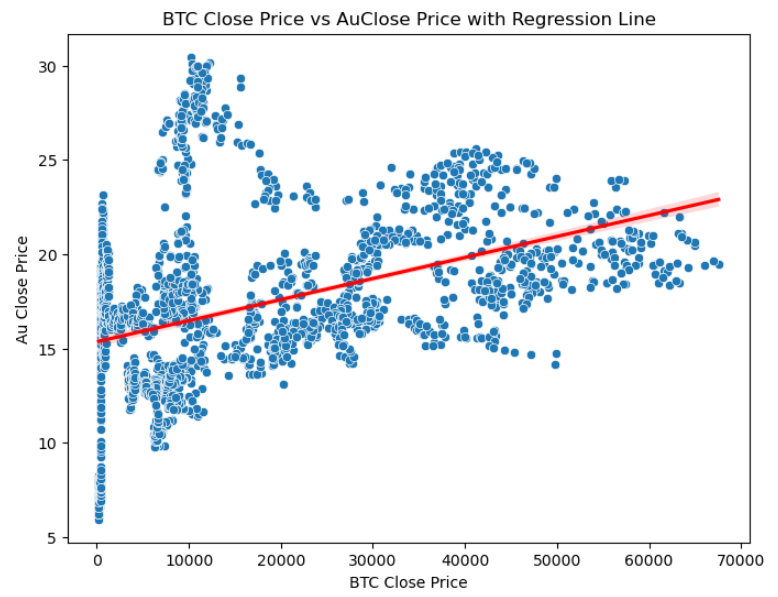 BTC Close Price vs AuClose Price with Regression Line
30
25
20
15
10
5
Au Close Price
0 10000 20000 30000 40000 50000 60000 70000
BTC Close Price